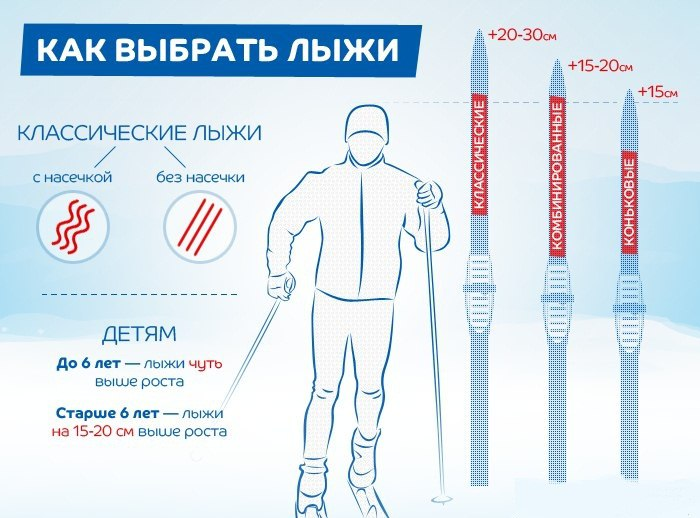 КАК ВЫБРАТЬ ЛЫЖИ
КЛАССИЧЕСКИЕ ЛЫЖИ
с насечкой
без насечки
ДЕТЯМ
До 6 лет — лыжи чуть
выше роста
Старше 6 лет — лыжи
на 15-20 см выше роста
+20-30см
+15-20см
+15см
КЛАССИЧЕСКИЕ
КОМБИНИРОВАННЫЕ
КОНЬКОВЫЕ